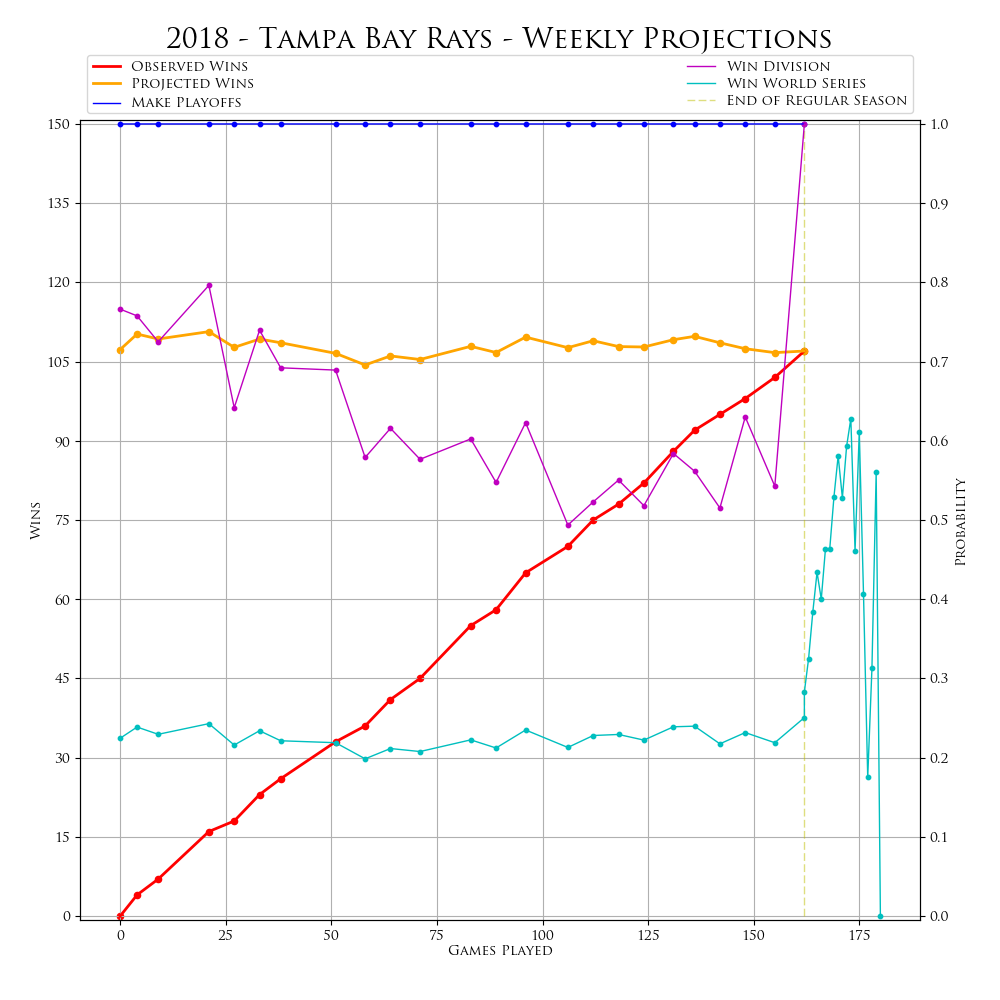 2018 - Tampa Bay Rays - Weekly Projections
Observed Wins
Projected Wins
Make Playoffs
Win Division
Win World Series
End of Regular Season
150
135
120
105
90
75
60
45
30
15
0
Wins
1.0
0.9
0.8
0.7
0.6
0.5
0.4
0.3
0.2
0.1
0.0
Probability
0 25 50 75 100 125 150 175
Games Played